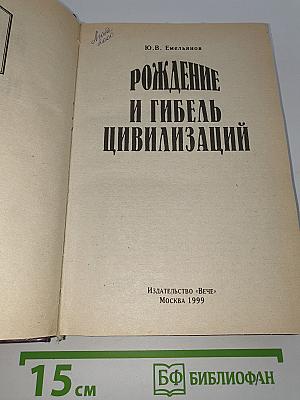 Ю.В. Емельянов
РОЖДЕНИЕ
И ГИБЕЛЬ
ЦИВИЛИЗАЦИЙ
Издательство «Вече»
Москва 1999
15 см
БФ БИБЛИОФАН